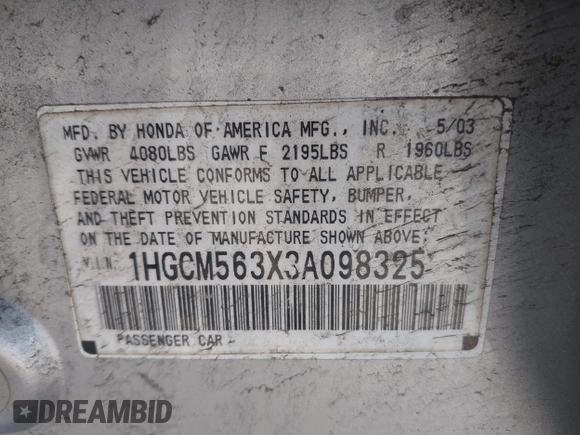 MFD. BY HONDA OF AMERICA MFG., INC. 5/03
GVWR 4080LBS GAWR F 2195LBS R 1960LBS
THIS VEHICLE CONFORMS TO ALL APPLICABLE
FEDERAL MOTOR VEHICLE SAFETY, BUMPER,
AND THEFT PREVENTION STANDARDS IN EFFECT
ON THE DATE OF MANUFACTURE SHOWN ABOVE.
V.I.N. 1HGCM563X3A098325
PASSENGER CAR
DREAMBID